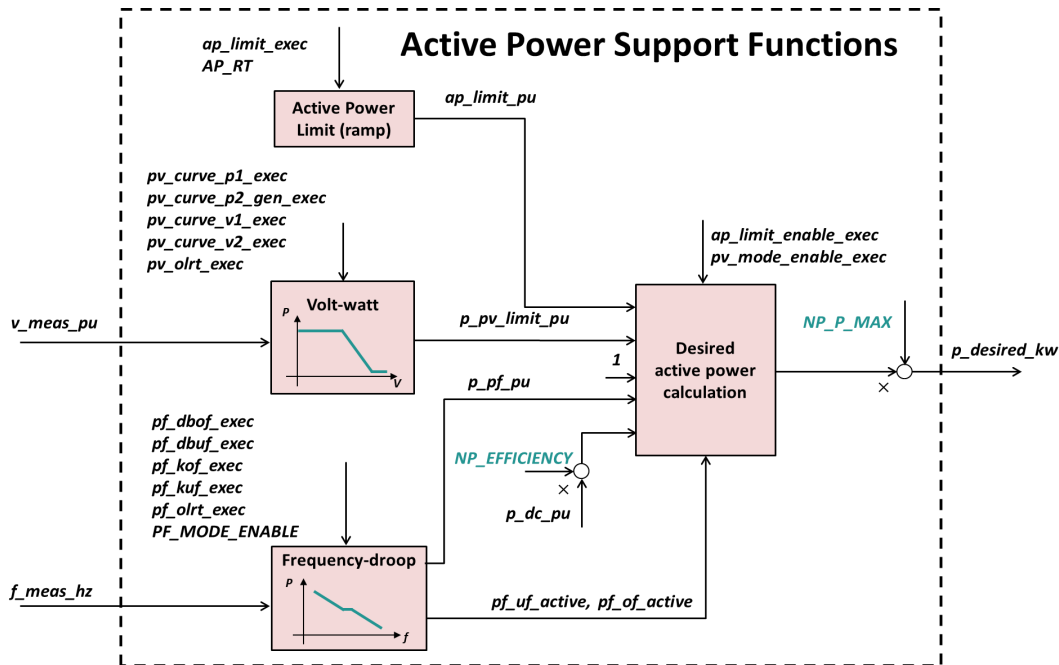 Active Power Support Functions
ap_limit_exec
AP_RT
Active Power
Limit (ramp)
ap_limit_pu
pv_curve_p1_exec
pv_curve_p2_gen_exec
pv_curve_v1_exec
pv_curve_v2_exec
pv_olrt_exec
ap_limit_enable_exec
pv_mode_enable_exec
v_meas_pu
Volt-watt
P
V
p_pv_limit_pu
1
p_pf_pu
Desired
active power
calculation
NP_P_MAX
×
p_desired_kw
pf_dbof_exec
pf_dbuf_exec
pf_kof_exec
pf_kuf_exec
pf_olrt_exec
PF_MODE_ENABLE
NP_EFFICIENCY
×
p_dc_pu
f_meas_hz
Frequency-droop
P
f
pf_uf_active, pf_of_active